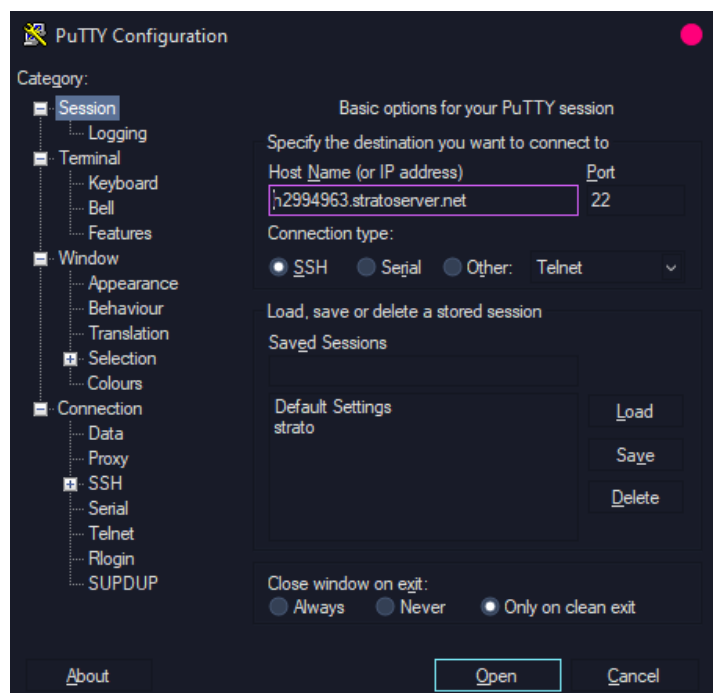 PuTTY Configuration
Category:
Session
Logging
Terminal
Keyboard
Bell
Features
Window
Appearance
Behaviour
Translation
Selection
Colours
Connection
Data
Proxy
SSH
Serial
Telnet
Rlogin
SUPDUP
Basic options for your PuTTY session
Specify the destination you want to connect to
Host Name (or IP address) Port
h2994963.stratoserver.net 22
Connection type:
SSH Serial Other: Telnet
Load, save or delete a stored session
Saved Sessions
Default Settings
strato
Load
Save
Delete
Close window on exit:
Always Never Only on clean exit
About Open Cancel